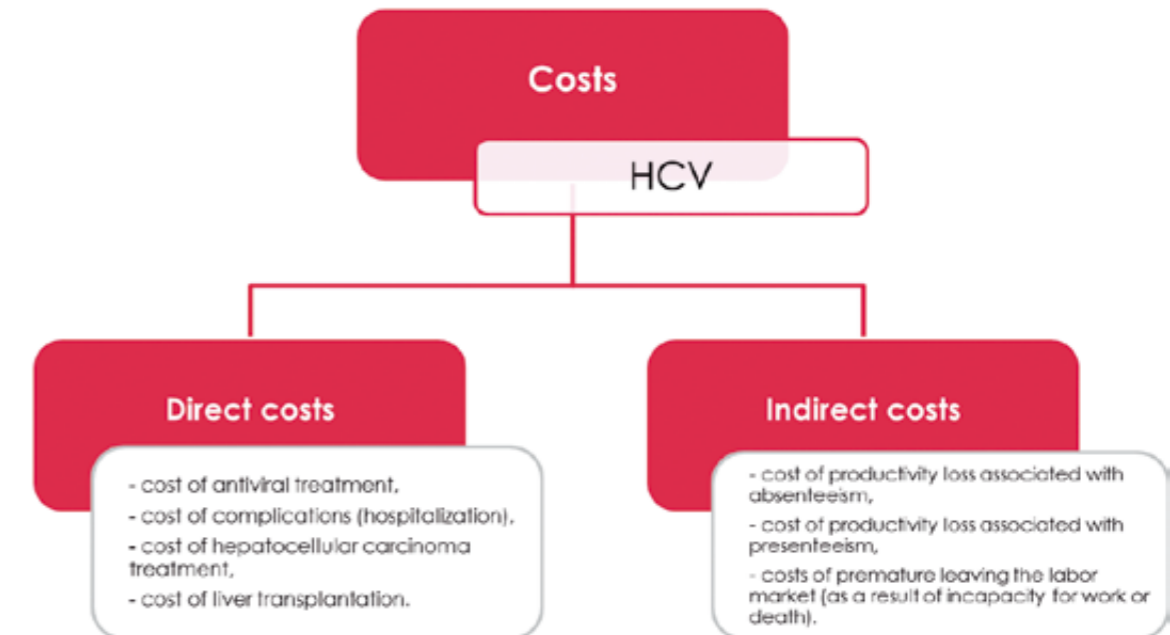 Costs
HCV
Direct costs
- cost of antiviral treatment,
- cost of complications (hospitalization),
- cost of hepatocellular carcinoma
treatment,
- cost of liver transplantation.
Indirect costs
- cost of productivity loss associated with
absenteeism,
- cost of productivity loss associated with
presenteeism,
- costs of premature leaving the labor
market (as a result of incapacity for work or
death).